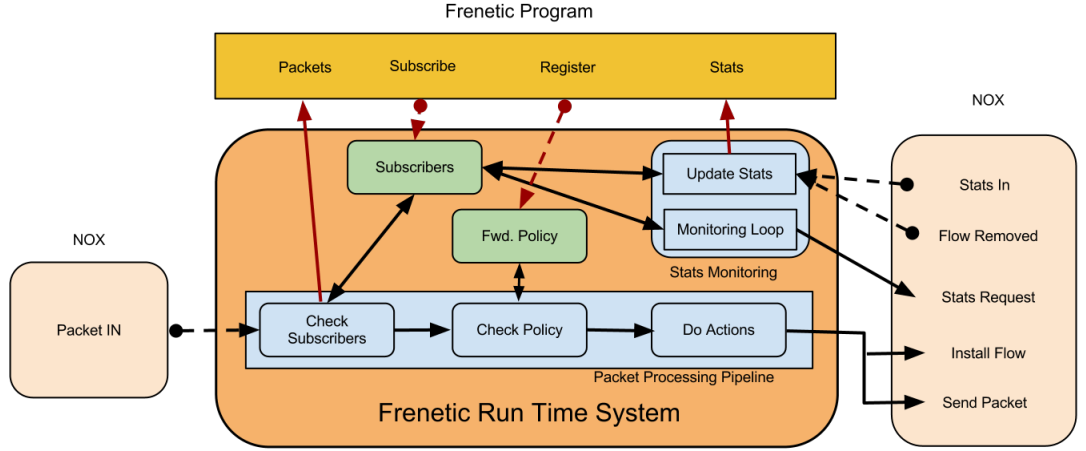 Frenetic Program
Packets
Subscribe
Register
Stats
NOX
Subscribers
Update Stats
Stats In
Fwd. Policy
Monitoring Loop
Flow Removed
NOX
Stats Monitoring
Stats Request
Packet IN
Check
Subscribers
Check Policy
Do Actions
Install Flow
Packet Processing Pipeline
Send Packet
Frenetic Run Time System